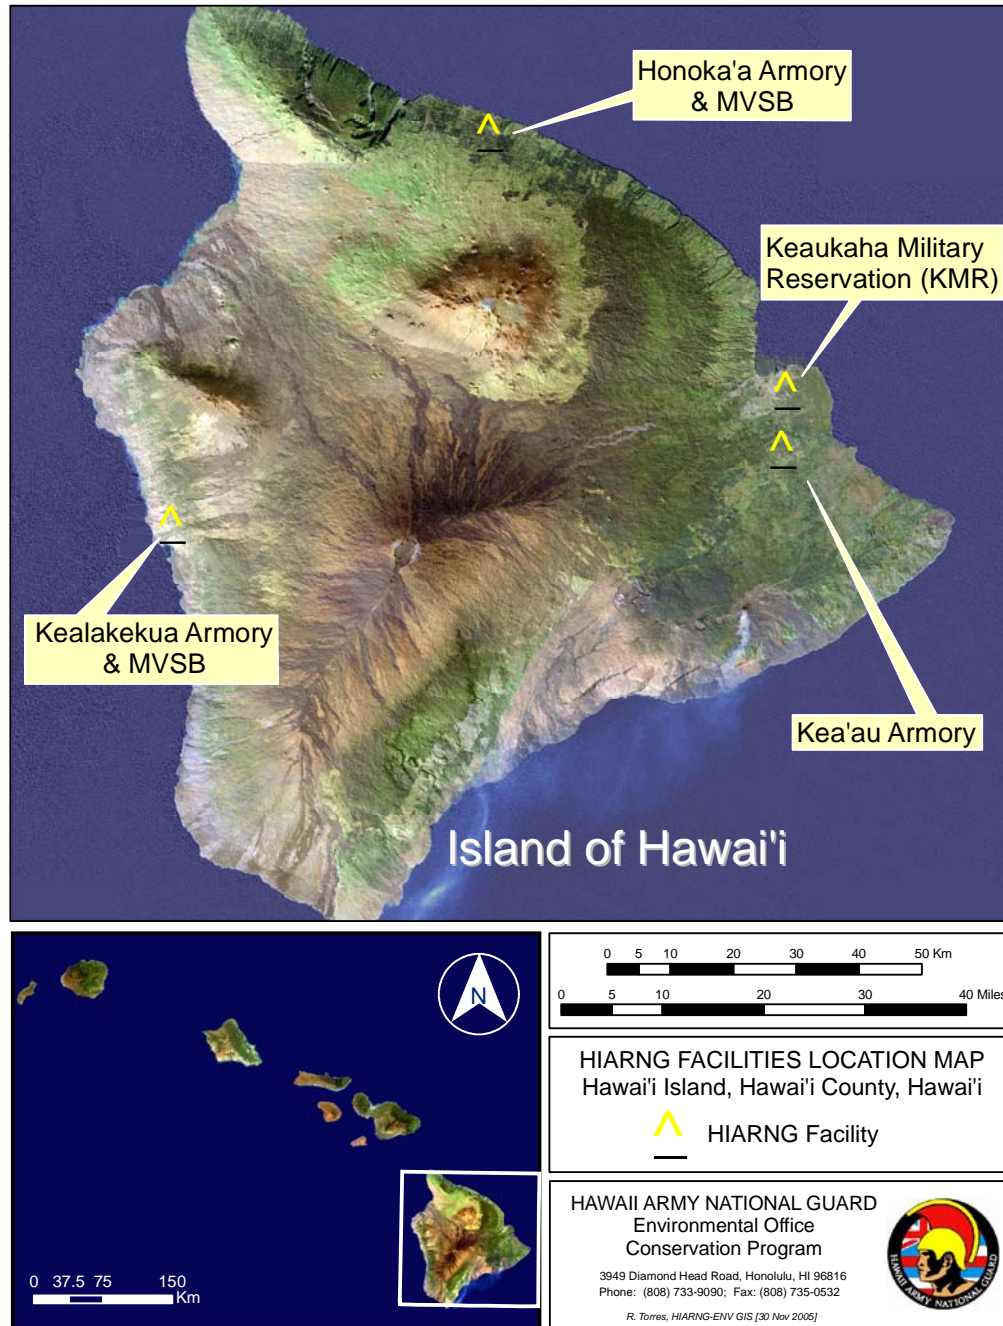 Honoka'a Armory
& MVSB
Keaukaha Military
Reservation (KMR)
Kealakekua Armory
& MVSB
Kea'au Armory
Island of Hawai'i
N
0 37.5 75 150
Km
0 5 10 20 30 40 50 Km
0 5 10 20 30 40 Miles
HIARNG FACILITIES LOCATION MAP
Hawai'i Island, Hawai'i County, Hawai'i
HIARNG Facility
HAWAII ARMY NATIONAL GUARD
Environmental Office
Conservation Program
3949 Diamond Head Road, Honolulu, HI 96816
Phone: (808) 733-9090; Fax: (808) 735-0532
R. Torres, HIARNG-ENV GIS [30 Nov 2005]
HAWAII ARMY NATIONAL GUARD